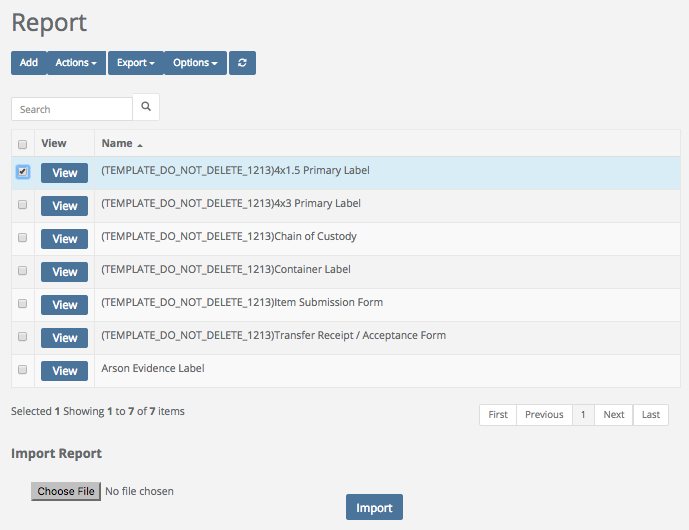 Report
Add Actions Export Options
Search
View Name
View (TEMPLATE_DO_NOT_DELETE_1213)4x1.5 Primary Label
View (TEMPLATE_DO_NOT_DELETE_1213)4x3 Primary Label
View (TEMPLATE_DO_NOT_DELETE_1213)Chain of Custody
View (TEMPLATE_DO_NOT_DELETE_1213)Container Label
View (TEMPLATE_DO_NOT_DELETE_1213)Item Submission Form
View (TEMPLATE_DO_NOT_DELETE_1213)Transfer Receipt / Acceptance Form
View Arson Evidence Label
Selected 1 Showing 1 to 7 of 7 items First Previous 1 Next Last
Import Report
Choose File No file chosen
Import